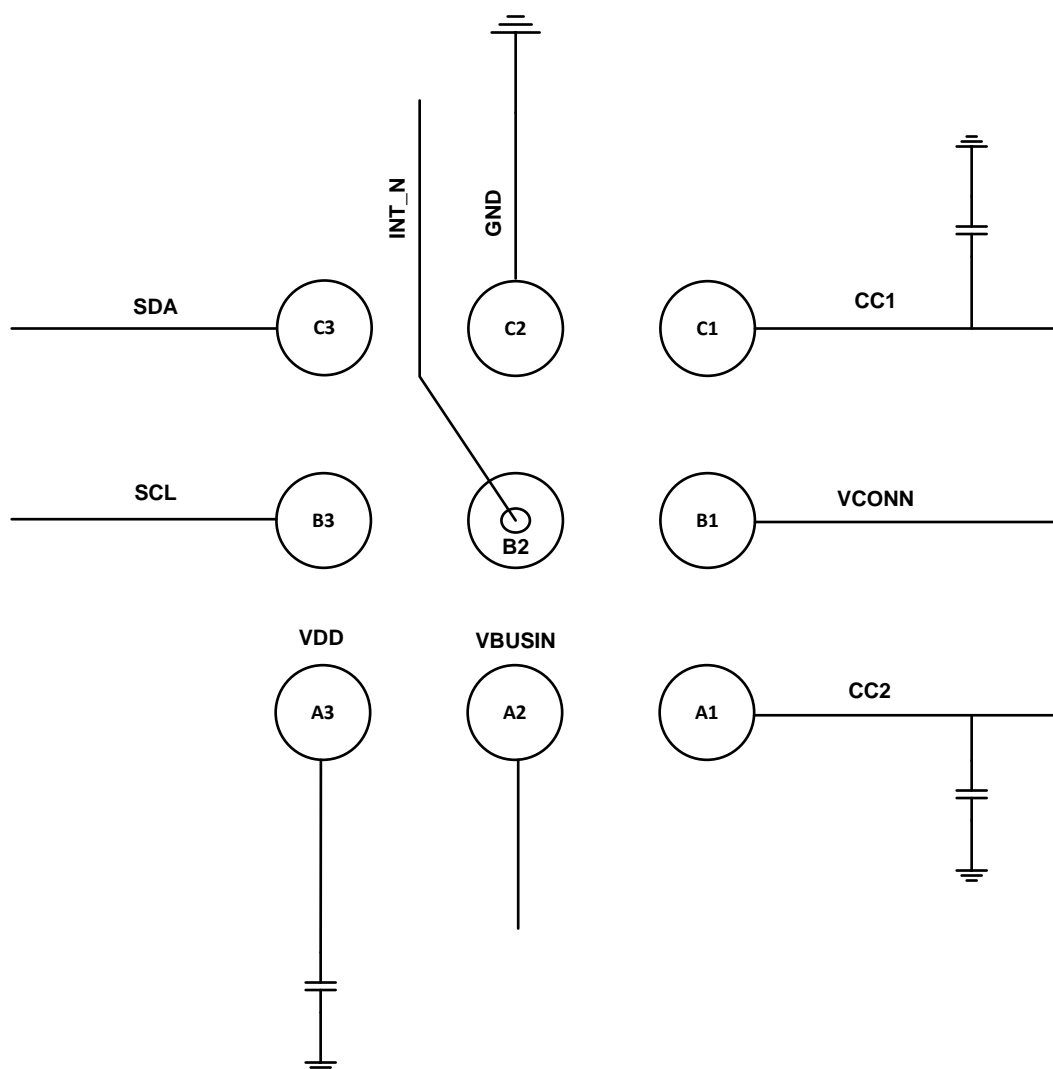 INT_N
GND
SDA
CC1
C3
C2
C1
SCL
VCONN
B3
B2
B1
VDD
VBUSIN
CC2
A3
A2
A1